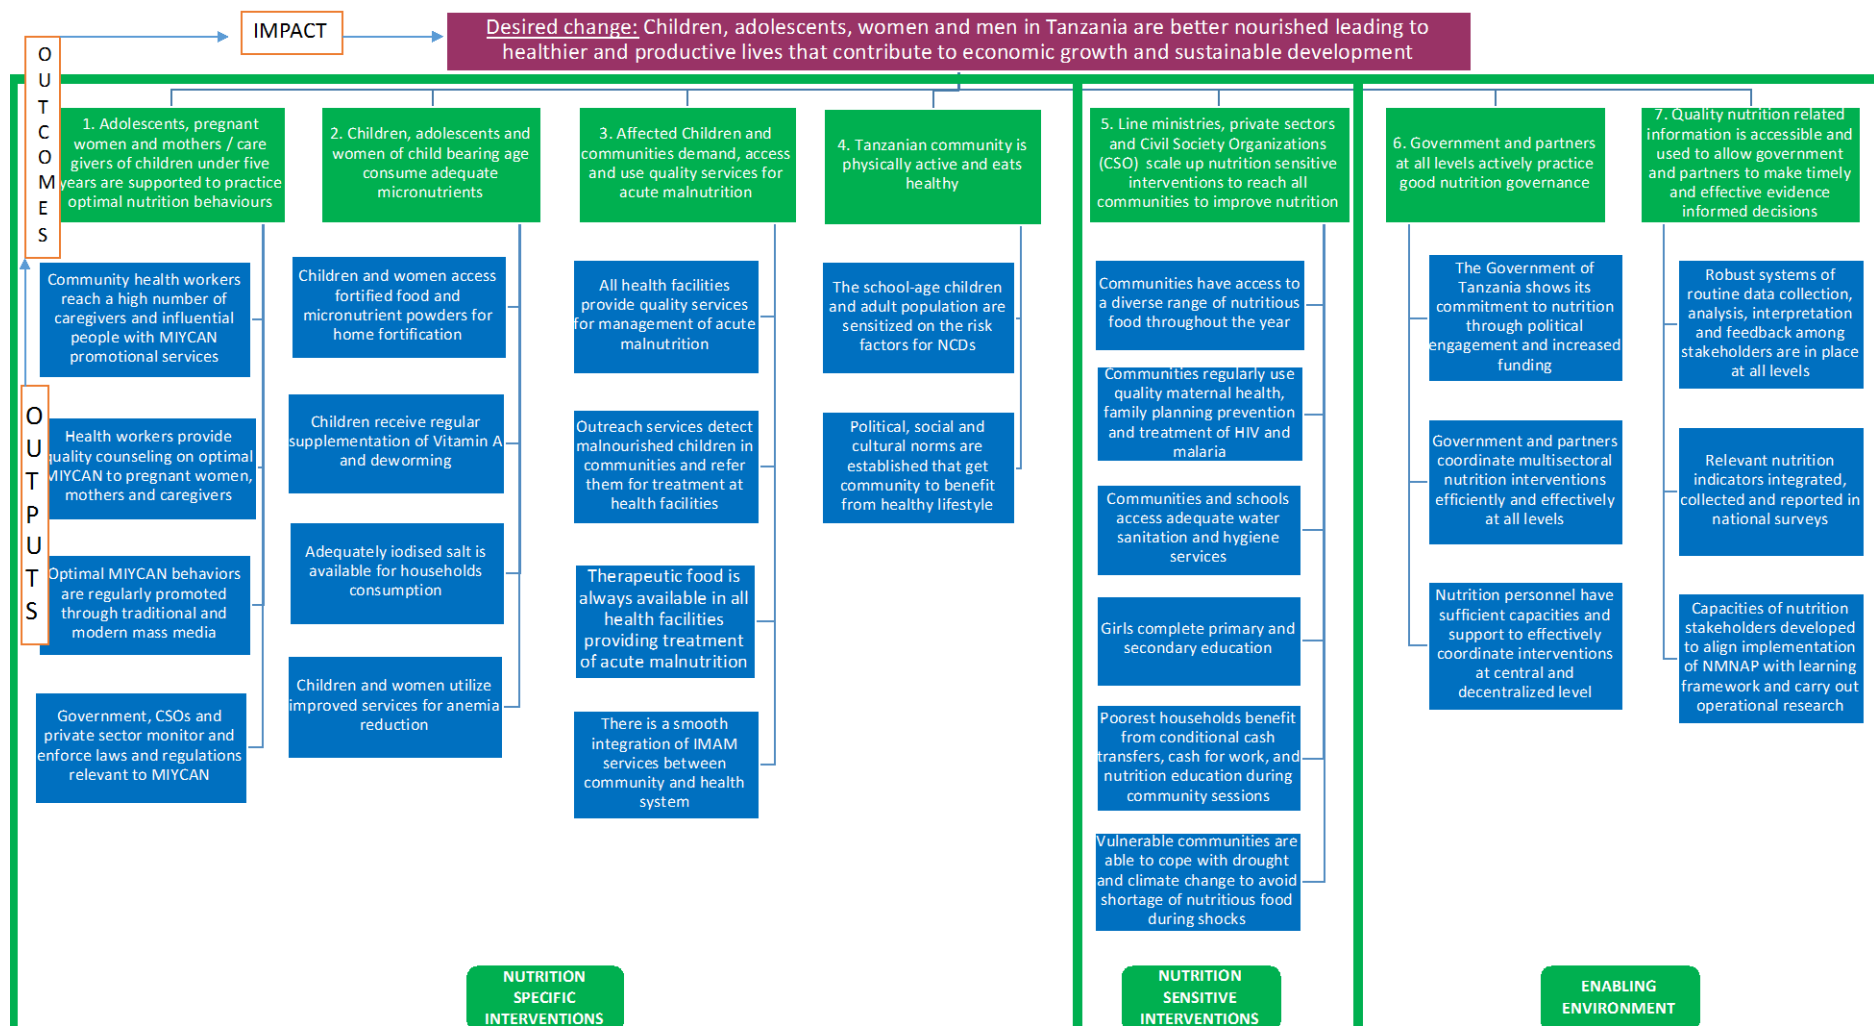 IMPACT
Desired change: Children, adolescents, women and men in Tanzania are better nourished leading to
healthier and productive lives that contribute to economic growth and sustainable development
OUTCOMES
1. Adolescents, pregnant
women and mothers / care
givers of children under five
years are supported to practice
optimal nutrition behaviours
2. Children, adolescents and
women of child bearing age
consume adequate
micronutrients
3. Affected Children and
communities demand, access
and use quality services for
acute malnutrition
4. Tanzanian community is
physically active and eats
healthy
5. Line ministries, private sectors
and Civil Society Organizations
(CSO) scale up nutrition sensitive
interventions to reach all
communities to improve nutrition
6. Government and partners
at all levels actively practice
good nutrition governance
7. Quality nutrition related
information is accessible and
used to allow government
and partners to make timely
and effective evidence
informed decisions
OUTPUTS
Community health workers
reach a high number of
caregivers and influential
people with MIYCAN
promotional services
Health workers provide
quality counseling on optimal
MIYCAN to pregnant women,
mothers and caregivers
Optimal MIYCAN behaviors
are regularly promoted
through traditional and
modern mass media
Government, CSOs and
private sector monitor and
enforce laws and regulations
relevant to MIYCAN
Children and women access
fortified food and
micronutrient powders for
home fortification
Children receive regular
supplementation of Vitamin A
and deworming
Adequately iodised salt is
available for households
consumption
Children and women utilize
improved services for anemia
reduction
All health facilities
provide quality services
for management of acute
malnutrition
Outreach services detect
malnourished children in
communities and refer
them for treatment at
health facilities
Therapeutic food is
always available in all
health facilities
providing treatment
of acute malnutrition
There is a smooth
integration of IMAM
services between
community and health
system
The school-age children
and adult population are
sensitized on the risk
factors for NCDs
Political, social and
cultural norms are
established that get
community to benefit
from healthy lifestyle
Communities have access to
a diverse range of nutritious
food throughout the year
Communities regularly use
quality maternal health,
family planning prevention
and treatment of HIV and
malaria
Communities and schools
access adequate water
sanitation and hygiene
services
Girls complete primary and
secondary education
Poorest households benefit
from conditional cash
transfers, cash for work, and
nutrition education during
community sessions
Vulnerable communities are
able to cope with drought
and climate change to avoid
shortage of nutritious food
during shocks
The Government of
Tanzania shows its
commitment to nutrition
through political
engagement and increased
funding
Government and partners
coordinate multisectoral
nutrition interventions
efficiently and effectively
at all levels
Nutrition personnel have
sufficient capacities and
support to effectively
coordinate interventions
at central and
decentralized level
Robust systems of
routine data collection,
analysis, interpretation
and feedback among
stakeholders are in place
at all levels
Relevant nutrition
indicators integrated,
collected and reported in
national surveys
Capacities of nutrition
stakeholders developed
to align implementation
of NMNAP with learning
framework and carry out
operational research
NUTRITION
SPECIFIC
INTERVENTIONS
NUTRITION
SENSITIVE
INTERVENTIONS
ENABLING
ENVIRONMENT